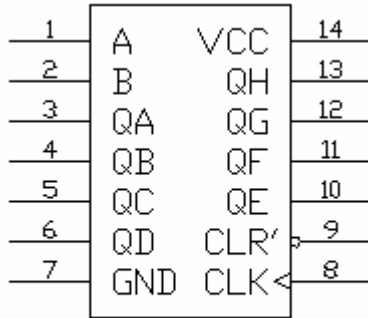 1 A VCC 14
2 B QH 13
3 QA QG 12
4 QB QF 11
5 QC QE 10
6 QD CLR' 9
7 GND CLK 8